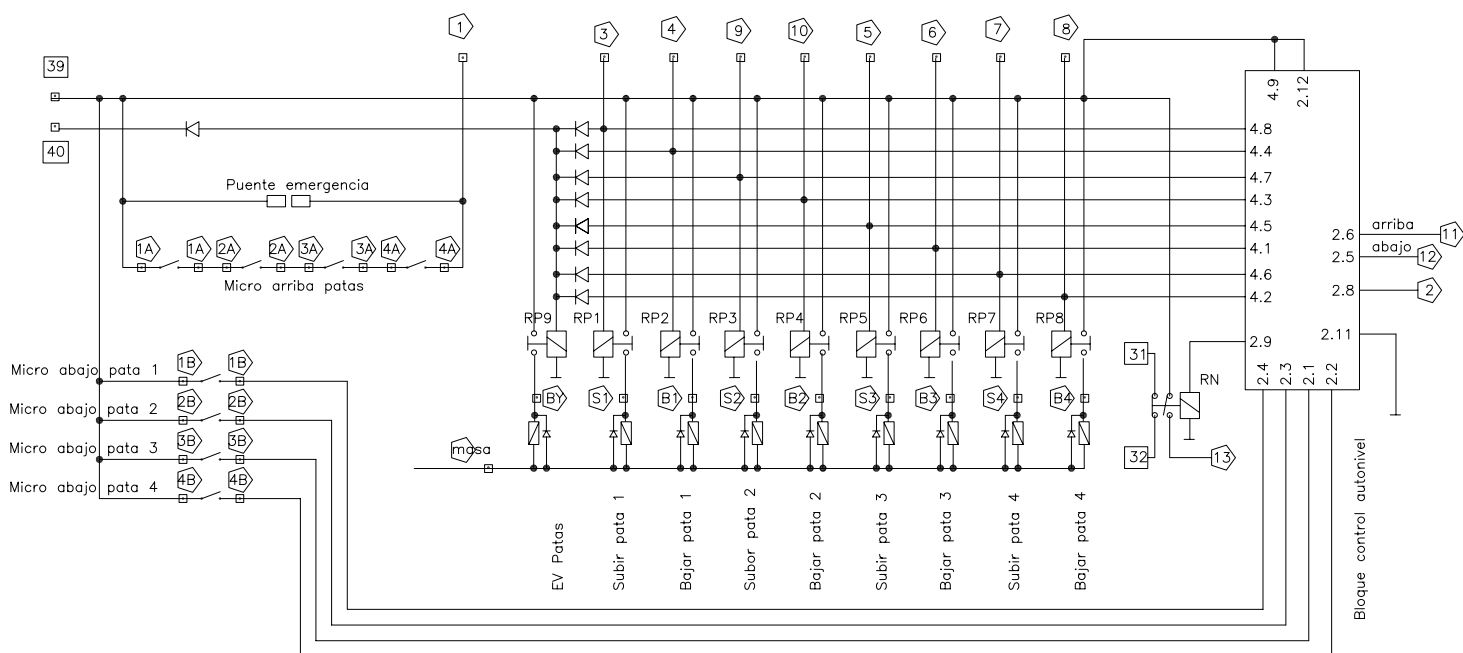 1
3
4
9
10
5
6
7
8
39
40
4.9
2.12
4.8
4.4
4.7
4.3
4.5
4.1
4.6
4.2
2.9
2.6
2.5
2.8
2.11
2.4
2.3
2.1
2.2
arriba
11
abajo
12
2
Puente emergencia
1A 1A 2A 2A 3A 3A 4A 4A
Micro arriba patas
RP9 RP1 RP2 RP3 RP4 RP5 RP6 RP7 RP8
31
RN
32
13
Micro abajo pata 1
1B 1B
Micro abajo pata 2
2B 2B
Micro abajo pata 3
3B 3B
Micro abajo pata 4
4B 4B
BY S1 B1 S2 B2 S3 B3 S4 B4
masa
EV Patas
Subir pata 1
Bajar pata 1
Subor pata 2
Bajar pata 2
Subir pata 3
Bajar pata 3
Subir pata 4
Bajar pata 4
Bloque control autonivel